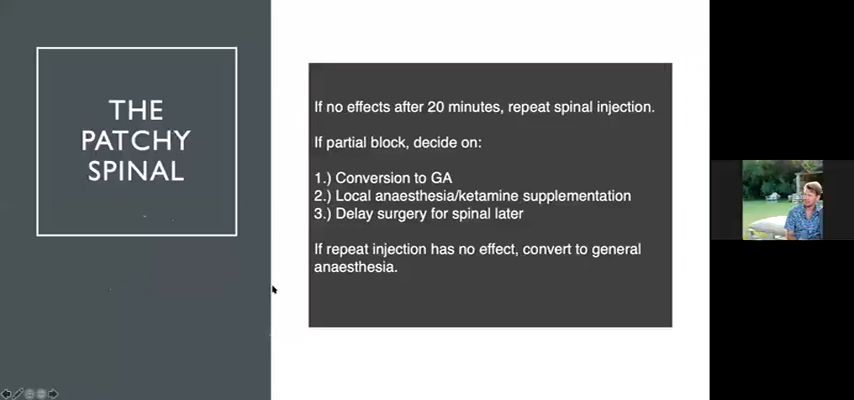 THE
PATCHY
SPINAL
If no effects after 20 minutes, repeat spinal injection.
If partial block, decide on:
1.) Conversion to GA
2.) Local anaesthesia/ketamine supplementation
3.) Delay surgery for spinal later
If repeat injection has no effect, convert to general
anaesthesia.